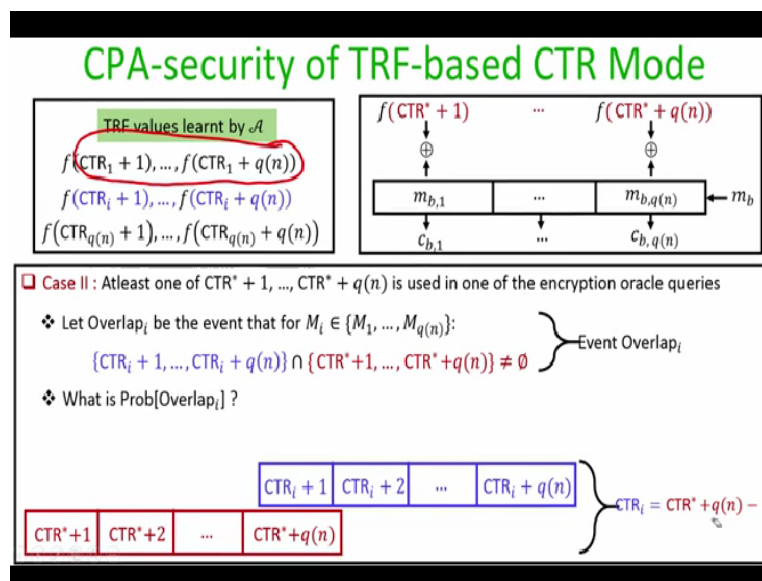 CPA-security of TRF-based CTR Mode
TRF values learnt by 𝒜
f(CTR₁ + 1), ..., f(CTR₁ + q(n))
f(CTRᵢ + 1), ..., f(CTRᵢ + q(n))
f(CTR_q(n) + 1), ..., f(CTR_q(n) + q(n))
f(CTR* + 1) ... f(CTR* + q(n))
⊕ ⊕
m_b,1 ... m_b,q(n) m_b
c_b,1 ... c_b,q(n)
Case II : Atleast one of CTR* + 1, ..., CTR* + q(n) is used in one of the encryption oracle queries
Let Overlapᵢ be the event that for Mᵢ ∈ {M₁, ..., M_q(n)}:
{CTRᵢ + 1, ..., CTRᵢ + q(n)} ∩ {CTR*+1, ..., CTR*+q(n)} ≠ ∅
Event Overlapᵢ
What is Prob[Overlapᵢ] ?
CTRᵢ + 1 CTRᵢ + 2 ... CTRᵢ + q(n)
CTRᵢ = CTR* +q(n) −
CTR*+1 CTR*+2 ... CTR*+q(n)